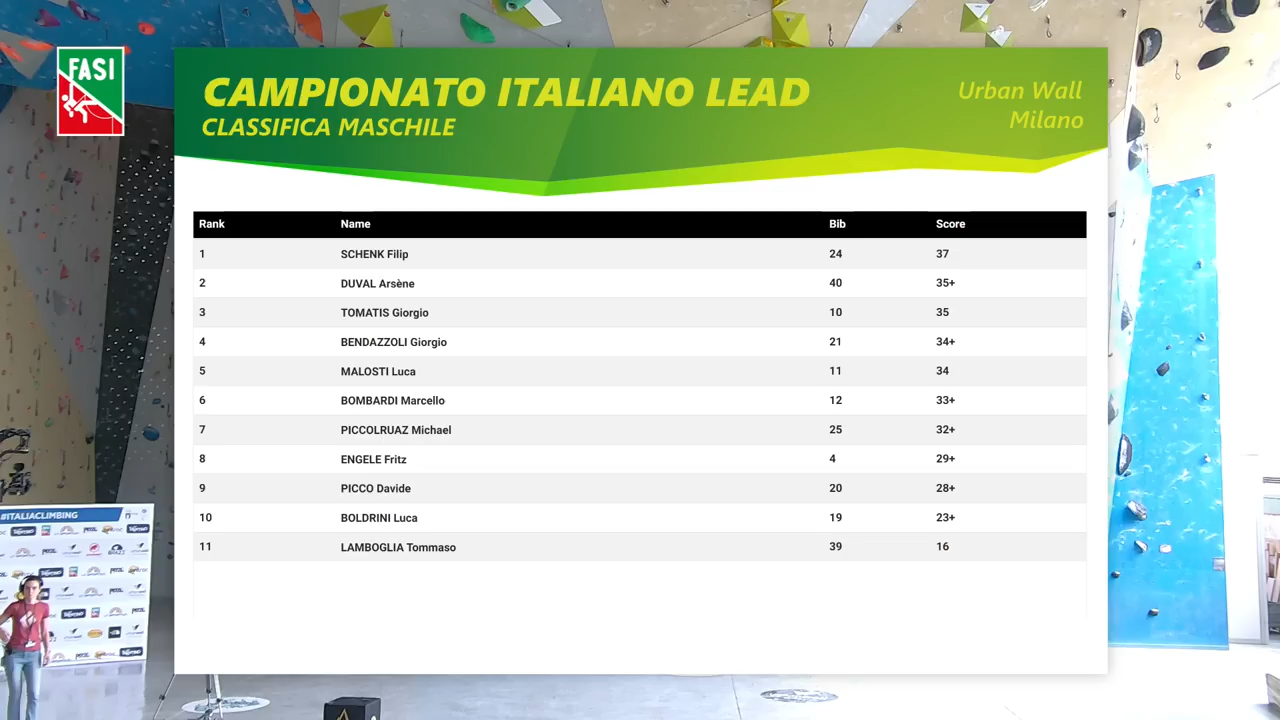 FASI
CAMPIONATO ITALIANO LEAD
CLASSIFICA MASCHILE
Urban Wall
Milano
Rank Name Bib Score
1 SCHENK Filip 24 37
2 DUVAL Arsène 40 35+
3 TOMATIS Giorgio 10 35
4 BENDAZZOLI Giorgio 21 34+
5 MALOSTI Luca 11 34
6 BOMBARDI Marcello 12 33+
7 PICCOLRUAZ Michael 25 32+
8 ENGELE Fritz 4 29+
9 PICCO Davide 20 28+
10 BOLDRINI Luca 19 23+
11 LAMBOGLIA Tommaso 39 16
#ITALIACLIMBING